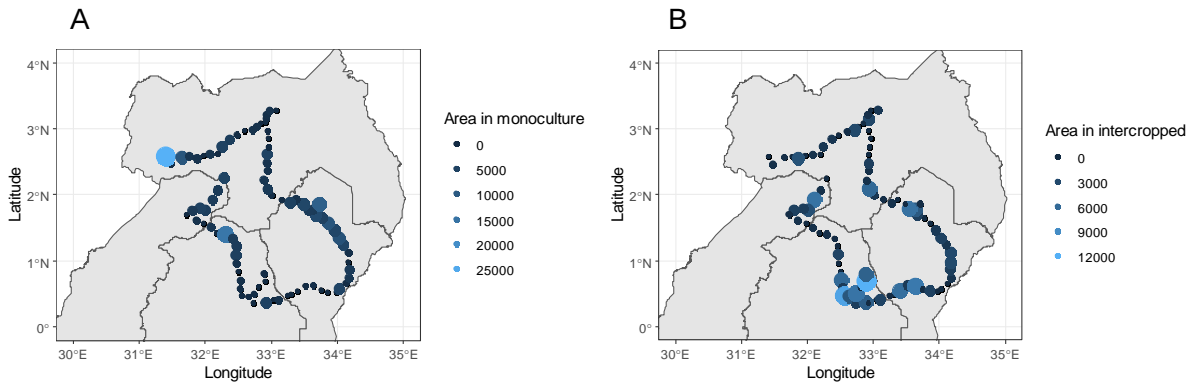 A
4°N
3°N
2°N
1°N
0°
30°E 31°E 32°E 33°E 34°E 35°E
Longitude
Latitude
Area in monoculture
0
5000
10000
15000
20000
25000
B
4°N
3°N
2°N
1°N
0°
30°E 31°E 32°E 33°E 34°E 35°E
Longitude
Latitude
Area in intercropped
0
3000
6000
9000
12000